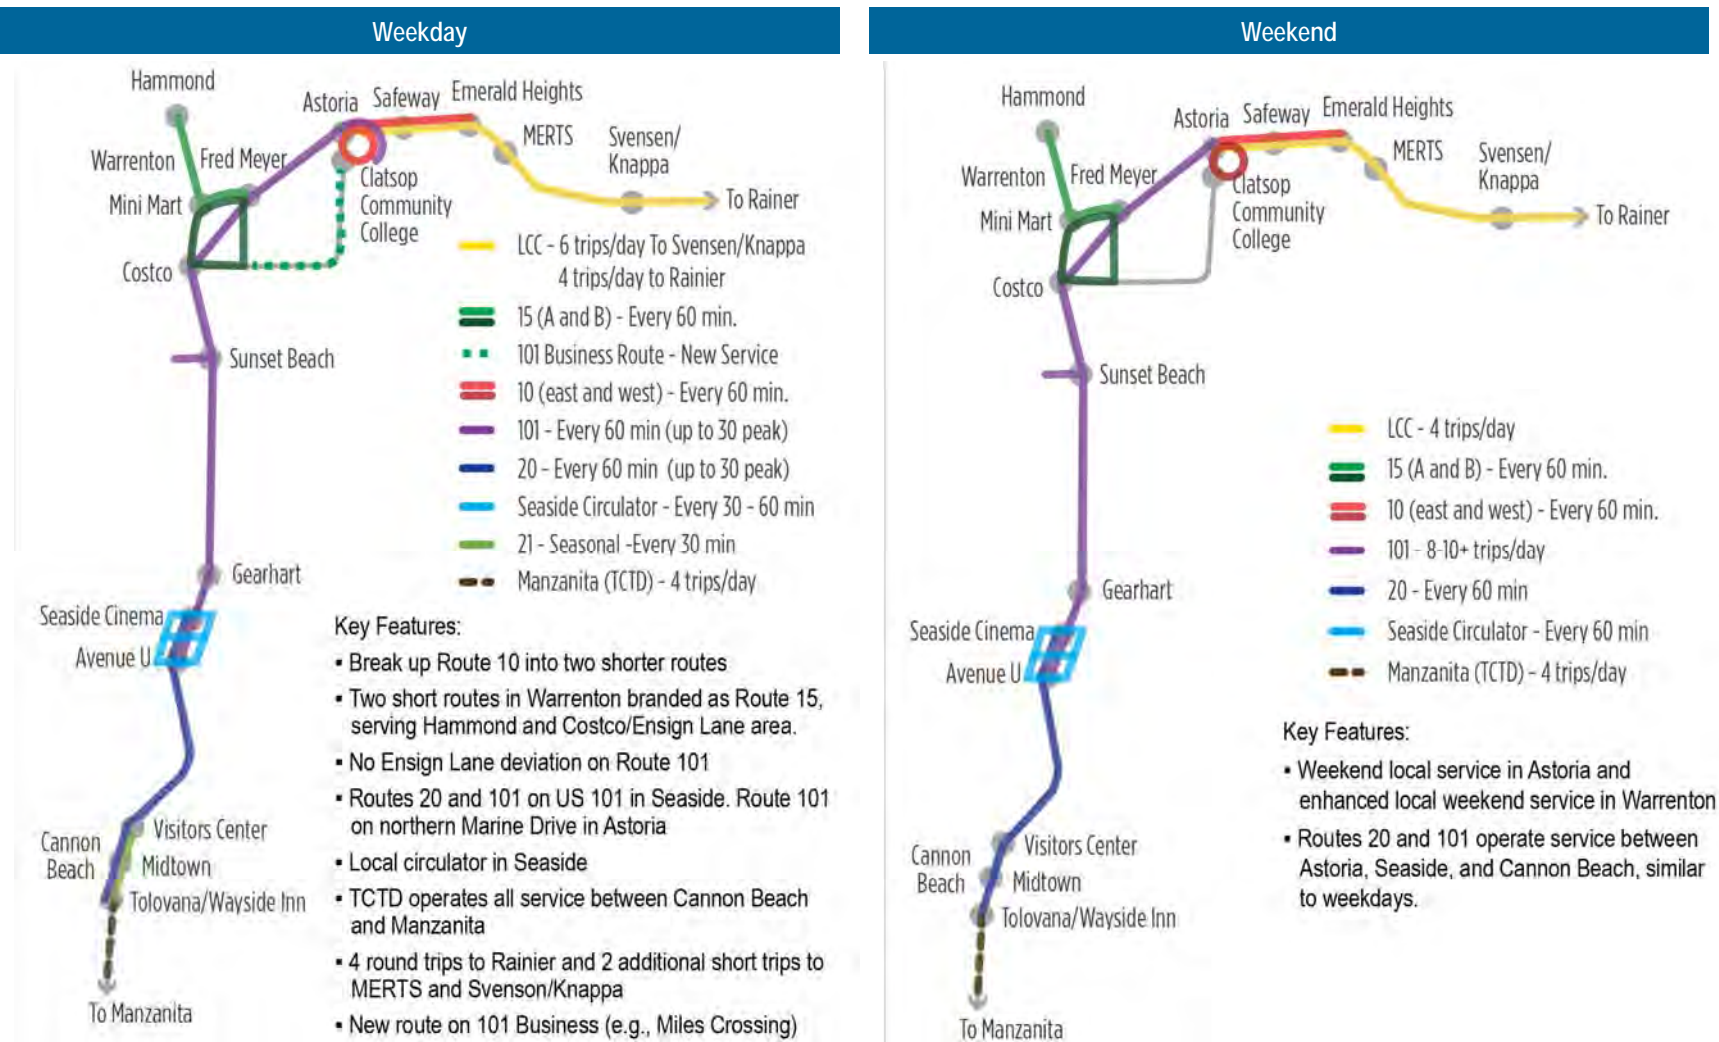 Weekday
Hammond
Astoria
Safeway
Emerald Heights
MERTS
Svensen/
Knappa
Warrenton
Fred Meyer
Mini Mart
Clatsop
Community
College
To Rainer
Costco
LCC - 6 trips/day To Svensen/Knappa
4 trips/day to Rainier
15 (A and B) - Every 60 min.
101 Business Route - New Service
10 (east and west) - Every 60 min.
101 - Every 60 min (up to 30 peak)
20 - Every 60 min (up to 30 peak)
Seaside Circulator - Every 30 - 60 min
21 - Seasonal -Every 30 min
Manzanita (TCTD) - 4 trips/day
Sunset Beach
Gearhart
Seaside Cinema
Avenue U
Cannon
Beach
Visitors Center
Midtown
Tolovana/Wayside Inn
To Manzanita
Key Features:
▪ Break up Route 10 into two shorter routes
▪ Two short routes in Warrenton branded as Route 15,
serving Hammond and Costco/Ensign Lane area.
▪ No Ensign Lane deviation on Route 101
▪ Routes 20 and 101 on US 101 in Seaside. Route 101
on northern Marine Drive in Astoria
▪ Local circulator in Seaside
▪ TCTD operates all service between Cannon Beach
and Manzanita
▪ 4 round trips to Rainier and 2 additional short trips to
MERTS and Svenson/Knappa
▪ New route on 101 Business (e.g., Miles Crossing)
Weekend
Hammond
Astoria
Safeway
Emerald Heights
MERTS
Svensen/
Knappa
Warrenton
Fred Meyer
Mini Mart
Clatsop
Community
College
To Rainer
Costco
Sunset Beach
LCC - 4 trips/day
15 (A and B) - Every 60 min.
10 (east and west) - Every 60 min.
101 - 8-10+ trips/day
20 - Every 60 min
Seaside Circulator - Every 60 min
Manzanita (TCTD) - 4 trips/day
Gearhart
Seaside Cinema
Avenue U
Cannon
Beach
Visitors Center
Midtown
Tolovana/Wayside Inn
To Manzanita
Key Features:
▪ Weekend local service in Astoria and
enhanced local weekend service in Warrenton
▪ Routes 20 and 101 operate service between
Astoria, Seaside, and Cannon Beach, similar
to weekdays.